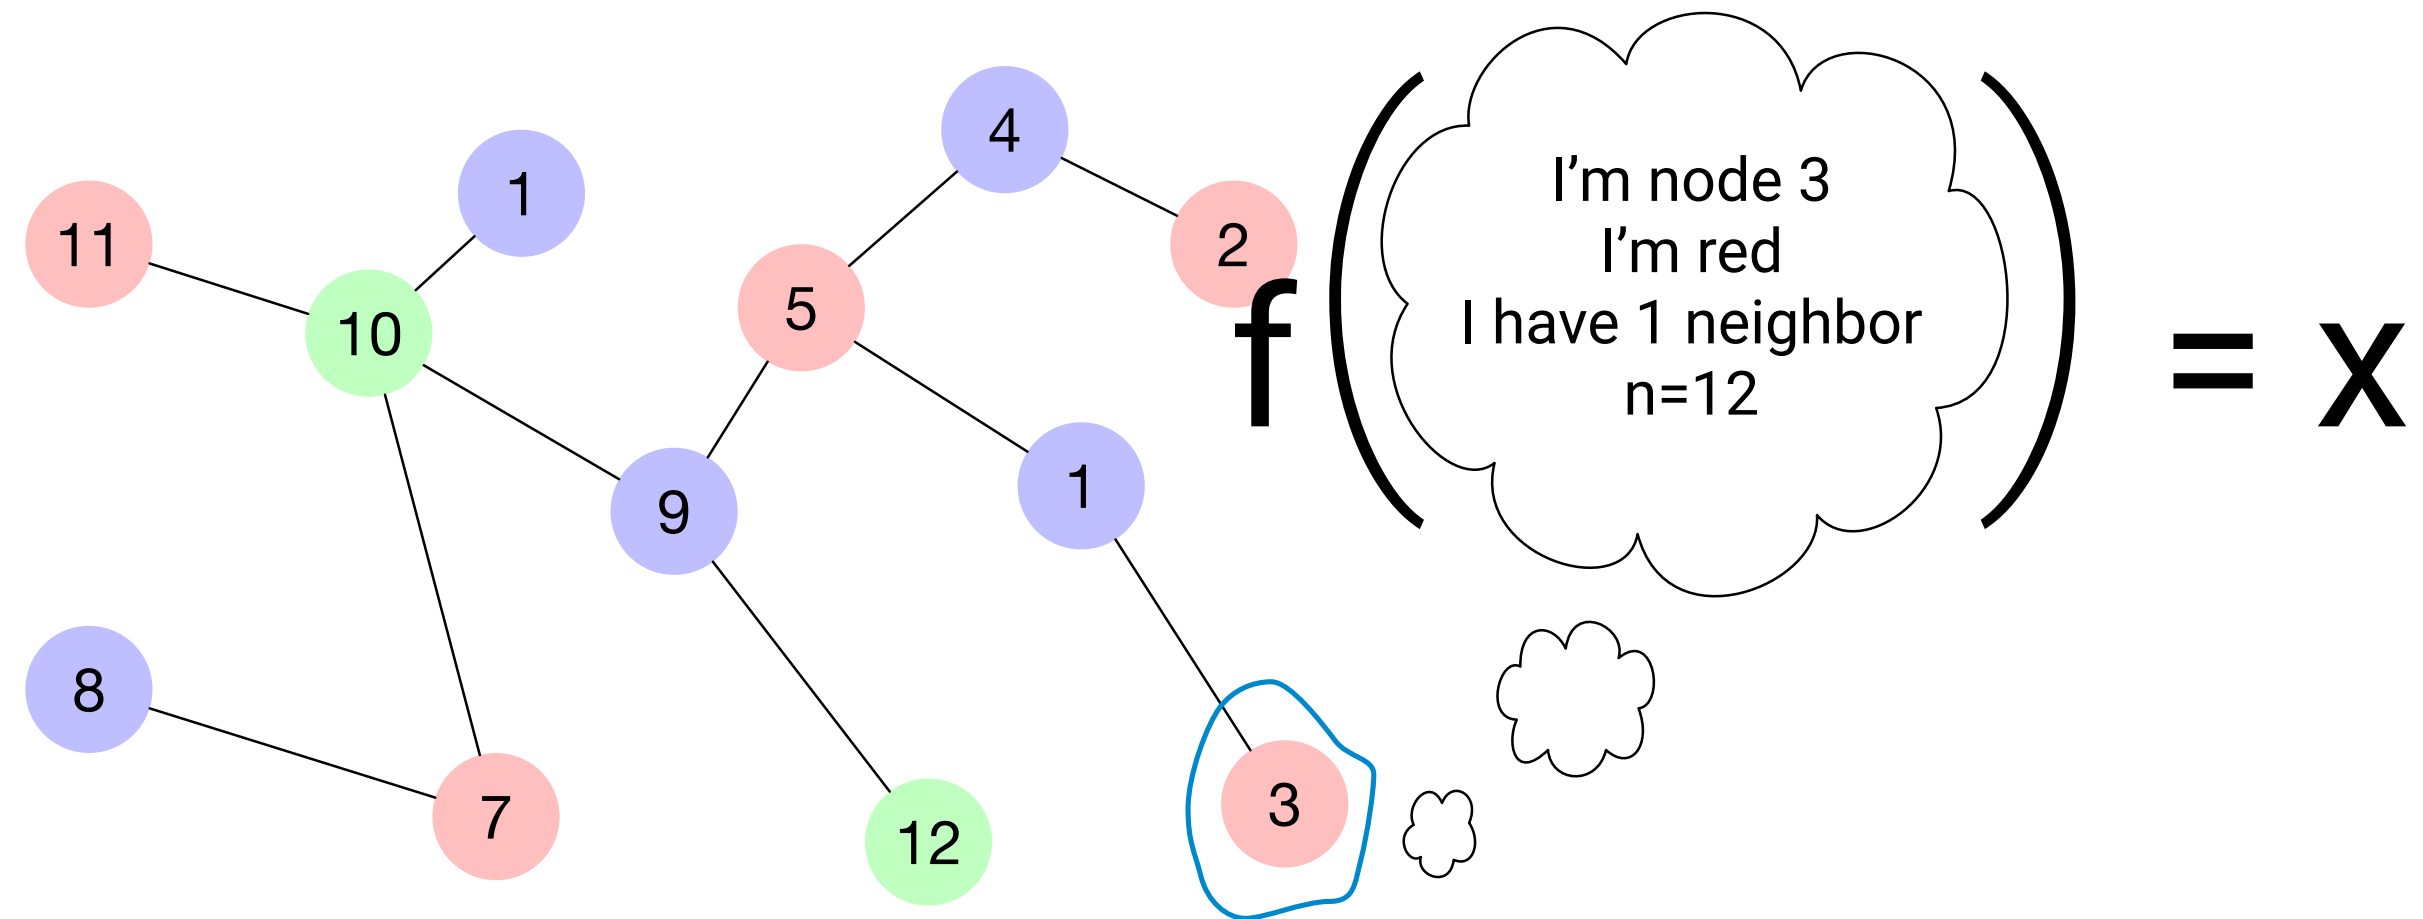 4
1
11
2
10
5
9
1
8
7
12
3
f(
I’m node 3
I’m red
I have 1 neighbor
n=12
) = x